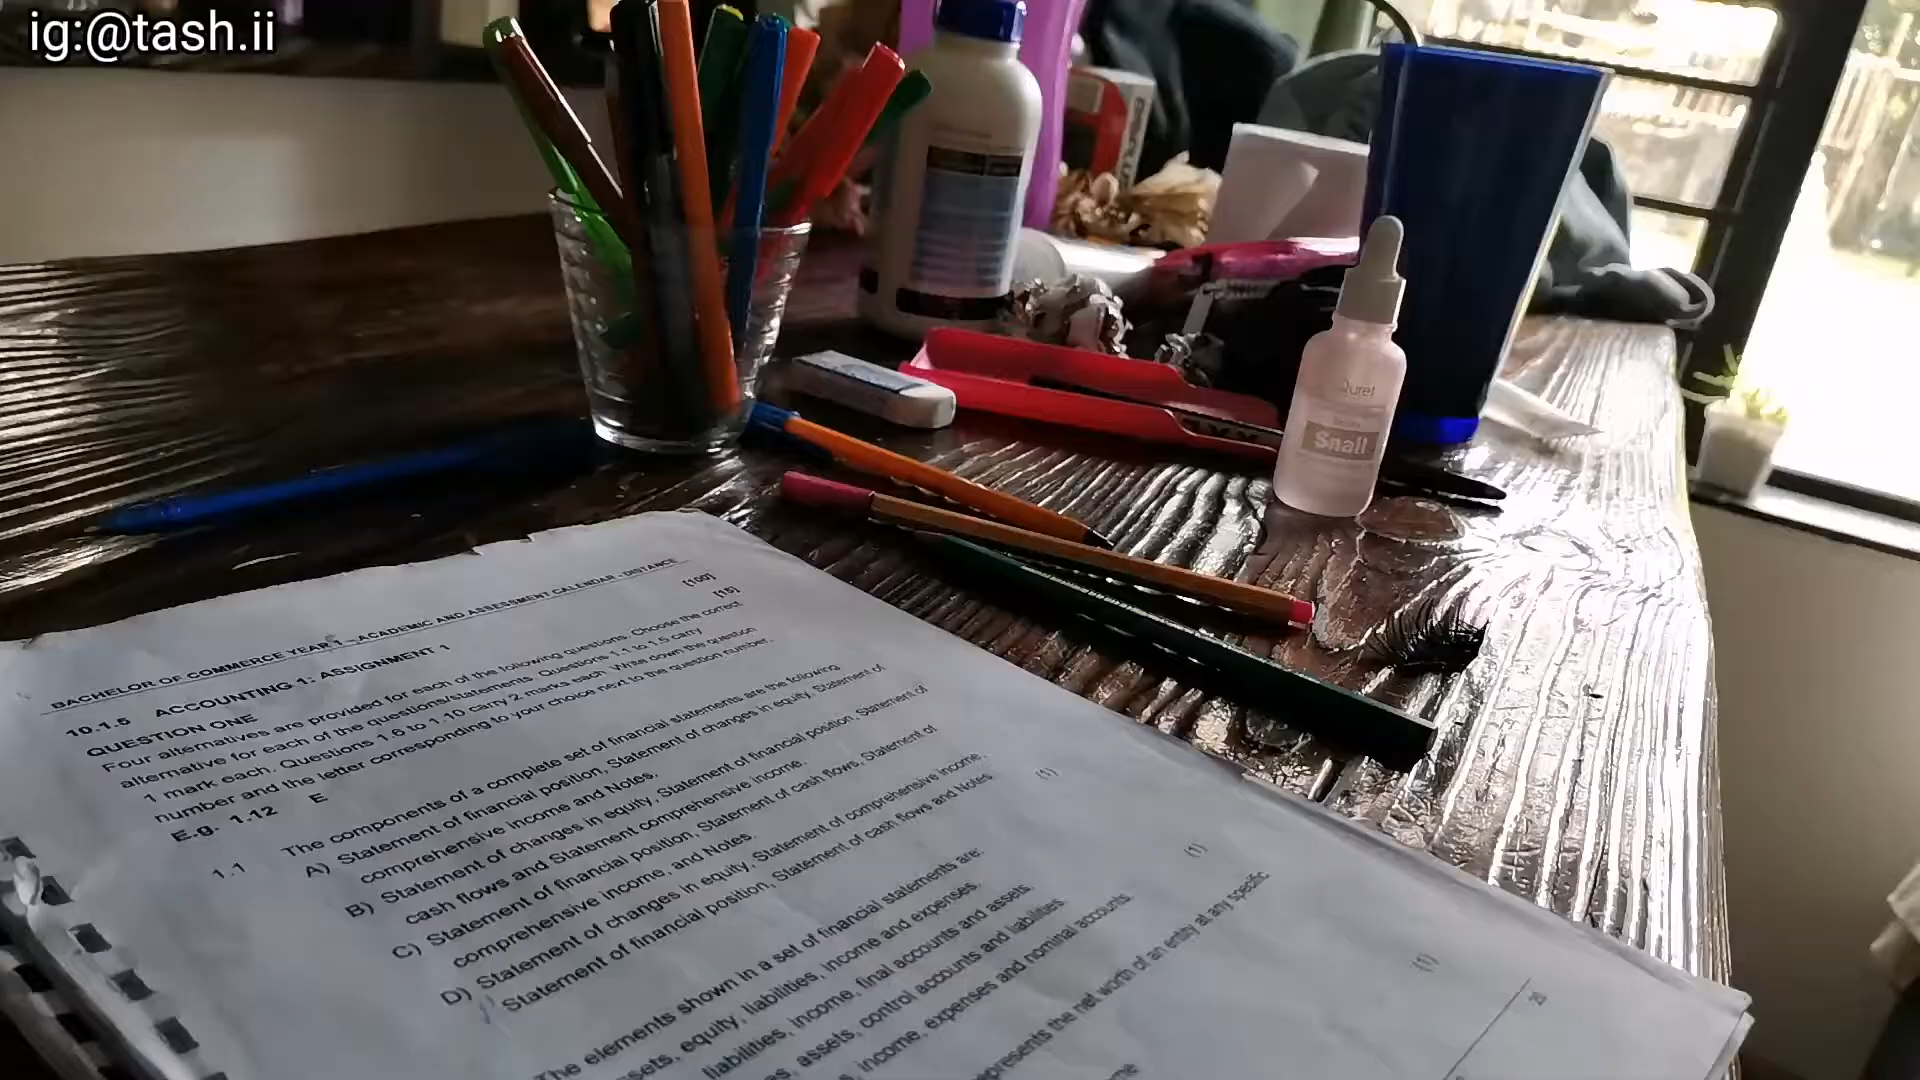 ig:@tash.ii
Quret
Snail
BACHELOR OF COMMERCE YEAR 1 - ACADEMIC AND ASSESSMENT CALENDAR - DISTANCE
10.1.5 ACCOUNTING 1: ASSIGNMENT 1 [100]
QUESTION ONE [15]
Four alternatives are provided for each of the following questions. Choose the correct
alternative for each of the questions/statements. Questions 1.1 to 1.5 carry
1 mark each. Questions 1.6 to 1.10 carry 2 marks each. Write down the question
number and the letter corresponding to your choice next to the question number.
E.g. 1.12 E
1.1 The components of a complete set of financial statements are the following
A) Statement of financial position, Statement of changes in equity, Statement of
comprehensive income and Notes.
B) Statement of changes in equity, Statement of financial position, Statement of
cash flows and Statement comprehensive income.
C) Statement of financial position, Statement of cash flows, Statement of
comprehensive income, and Notes.
D) Statement of changes in equity, Statement of comprehensive income,
Statement of financial position, Statement of cash flows and Notes
(1)
The elements shown in a set of financial statements are:
equity, liabilities, income and expenses.
liabilities, income, final accounts and assets.
assets, control accounts and liabilities.
income, expenses and nominal accounts.
(1)
the net worth of an entity at any specific
(1)